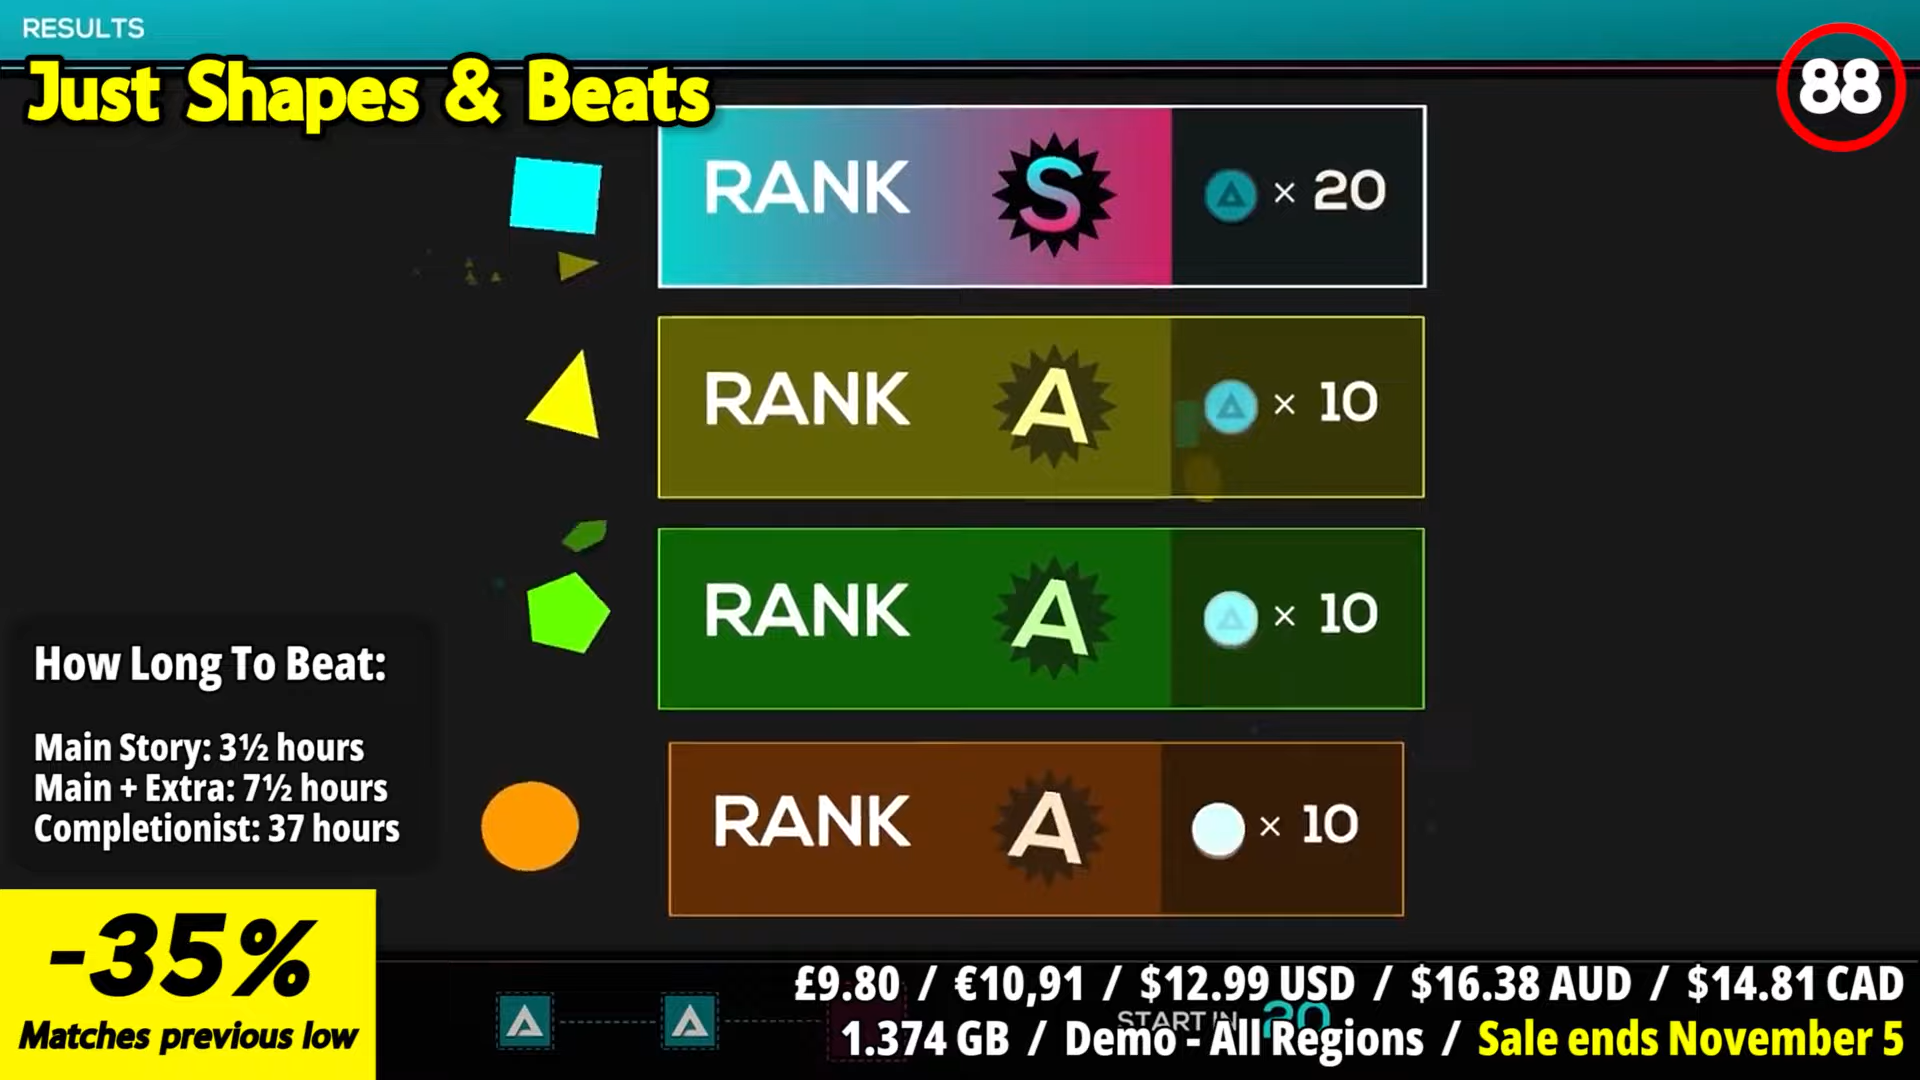 RESULTS
Just Shapes & Beats
88
RANK S × 20
RANK A × 10
RANK A × 10
RANK A × 10
How Long To Beat:
Main Story: 3½ hours
Main + Extra: 7½ hours
Completionist: 37 hours
-35%
Matches previous low
£9.80 / €10,91 / $12.99 USD / $16.38 AUD / $14.81 CAD
START IN 20
1.374 GB / Demo - All Regions / Sale ends November 5